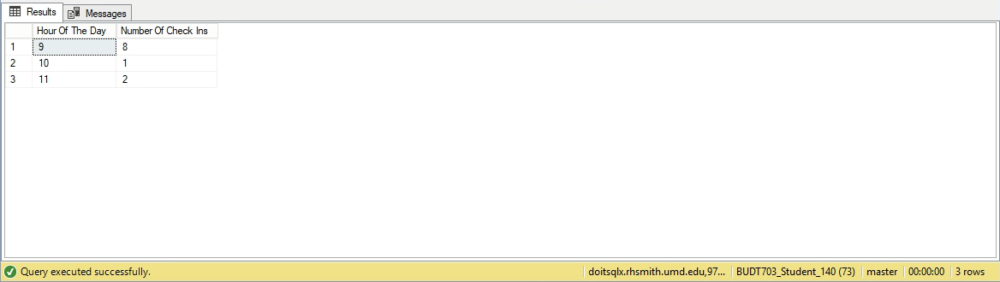 Results Messages
Hour Of The Day Number Of Check Ins
1 9 8
2 10 1
3 11 2
Query executed successfully. doitsqlx.rhsmith.umd.edu,97... BUDT703_Student_140 (73) master 00:00:00 3 rows